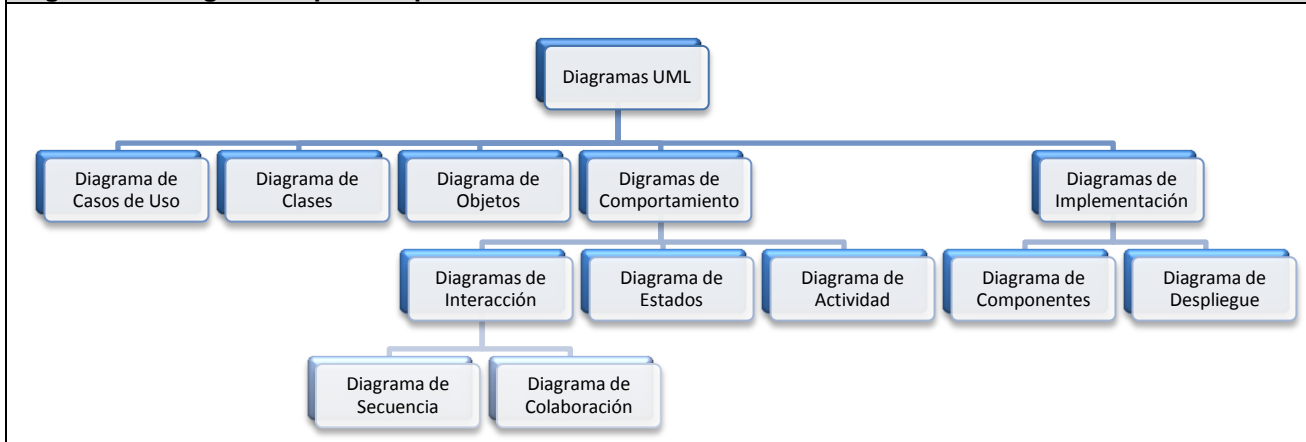 Diagramas UML
Diagrama de
Casos de Uso
Diagrama de
Clases
Diagrama de
Objetos
Digramas de
Comportamiento
Diagramas de
Implementación
Diagramas de
Interacción
Diagrama de
Estados
Diagrama de
Actividad
Diagrama de
Componentes
Diagrama de
Despliegue
Diagrama de
Secuencia
Diagrama de
Colaboración